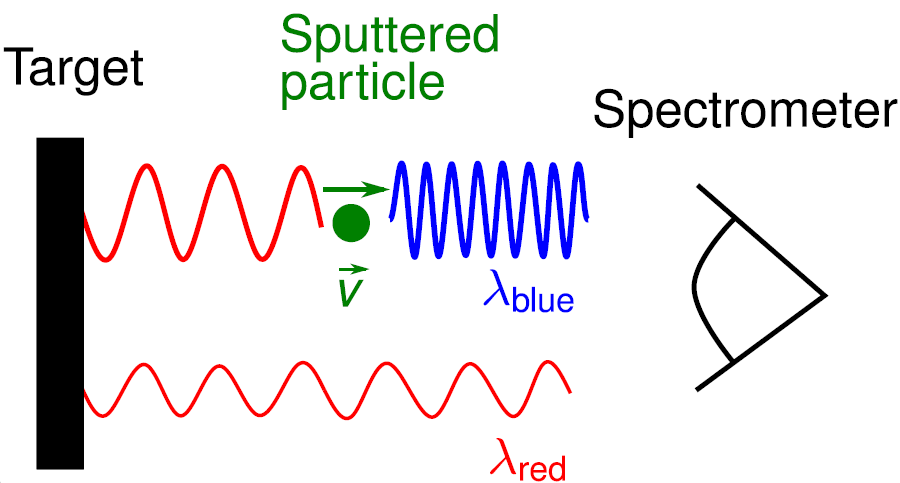 Target
Sputtered
particle
Spectrometer
v
λblue
λred